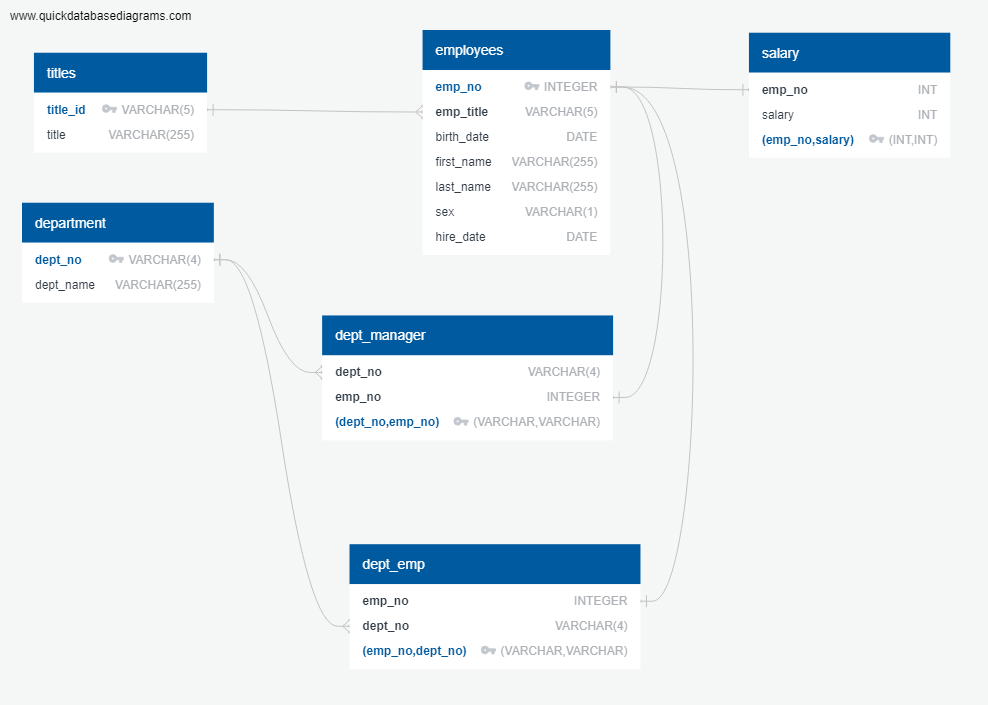 www.quickdatabasediagrams.com
titles
title_id VARCHAR(5)
title VARCHAR(255)
employees
emp_no INTEGER
emp_title VARCHAR(5)
birth_date DATE
first_name VARCHAR(255)
last_name VARCHAR(255)
sex VARCHAR(1)
hire_date DATE
salary
emp_no INT
salary INT
(emp_no,salary) (INT,INT)
department
dept_no VARCHAR(4)
dept_name VARCHAR(255)
dept_manager
dept_no VARCHAR(4)
emp_no INTEGER
(dept_no,emp_no) (VARCHAR,VARCHAR)
dept_emp
emp_no INTEGER
dept_no VARCHAR(4)
(emp_no,dept_no) (VARCHAR,VARCHAR)